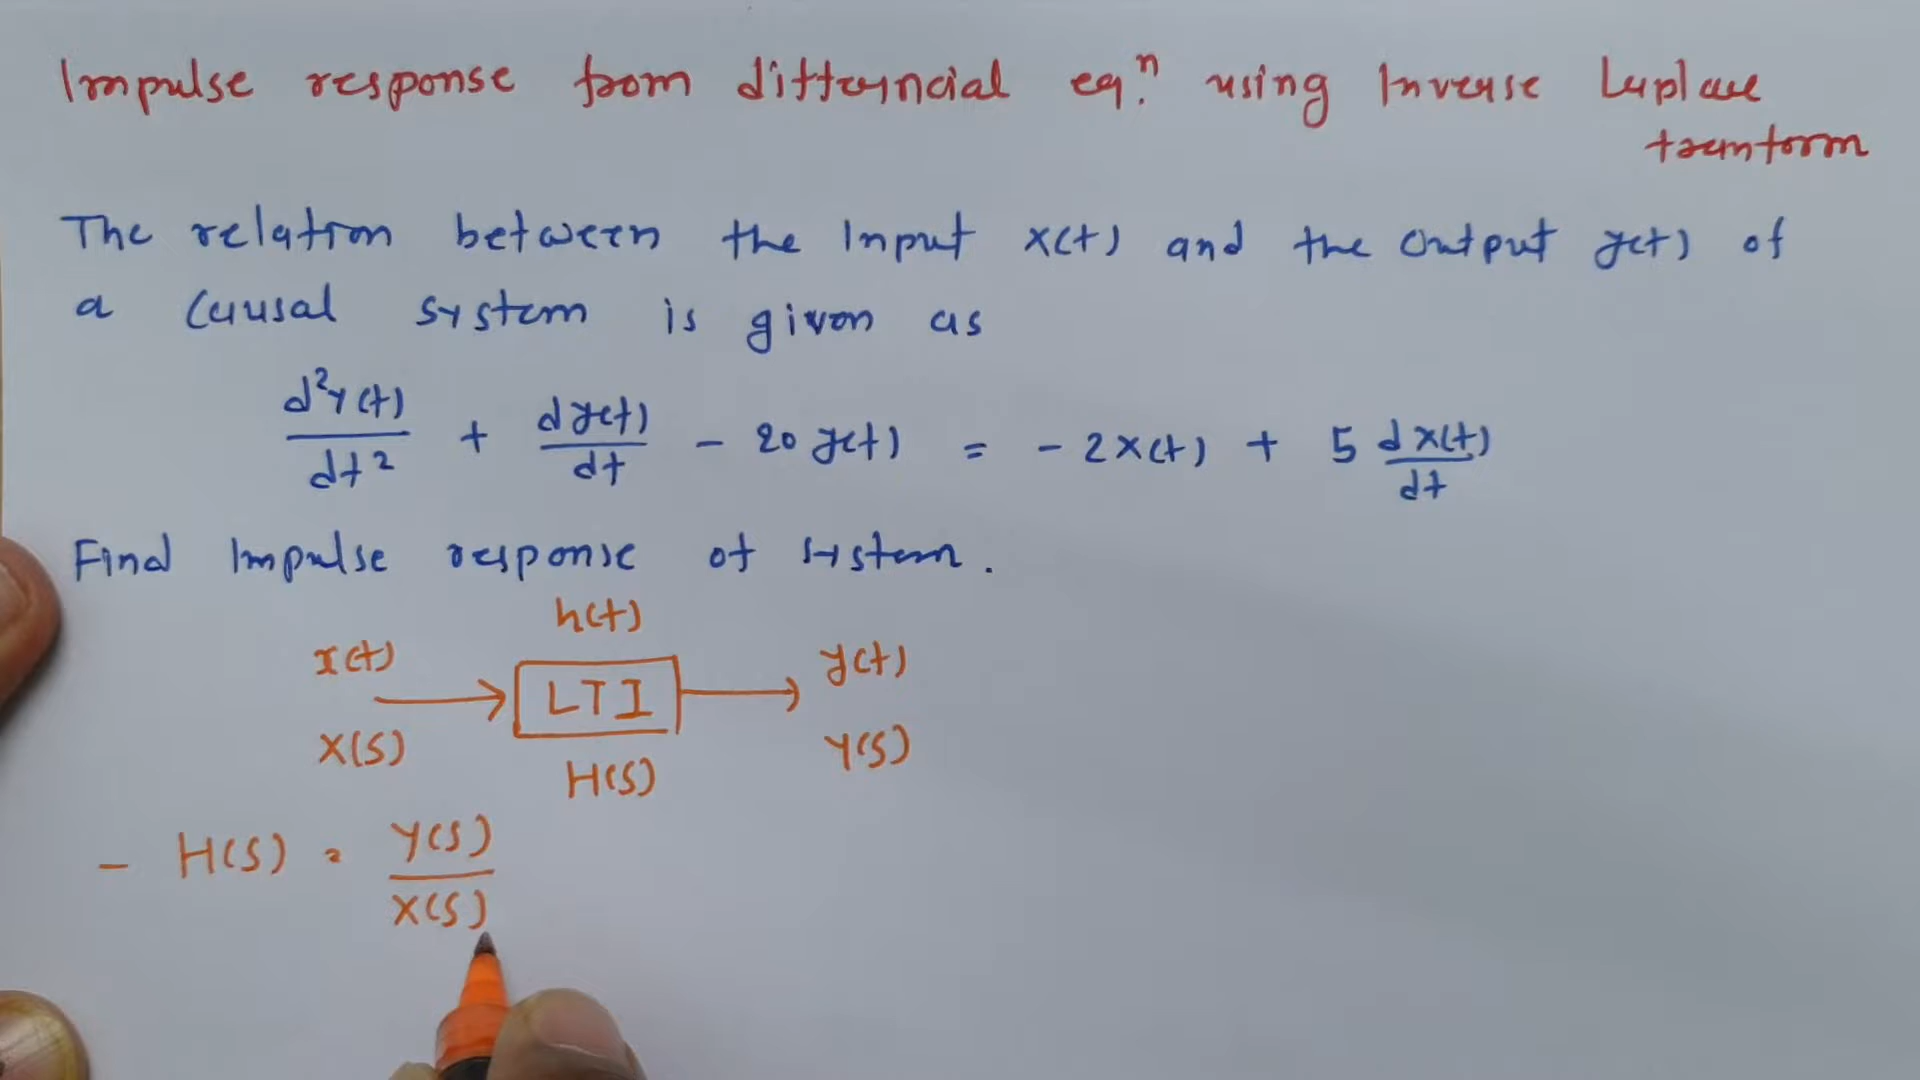 Impulse response from differencial eqⁿ. using Inverse Laplace
transform
The relation between the Input x(t) and the output y(t) of
a causal system is given as
d²y(t)/dt² + dy(t)/dt - 20 y(t) = - 2x(t) + 5 dx(t)/dt
Find Impulse response of system.
h(t)
x(t) → LTI → y(t)
X(S) H(S) Y(S)
- H(S) = Y(S)/X(S)